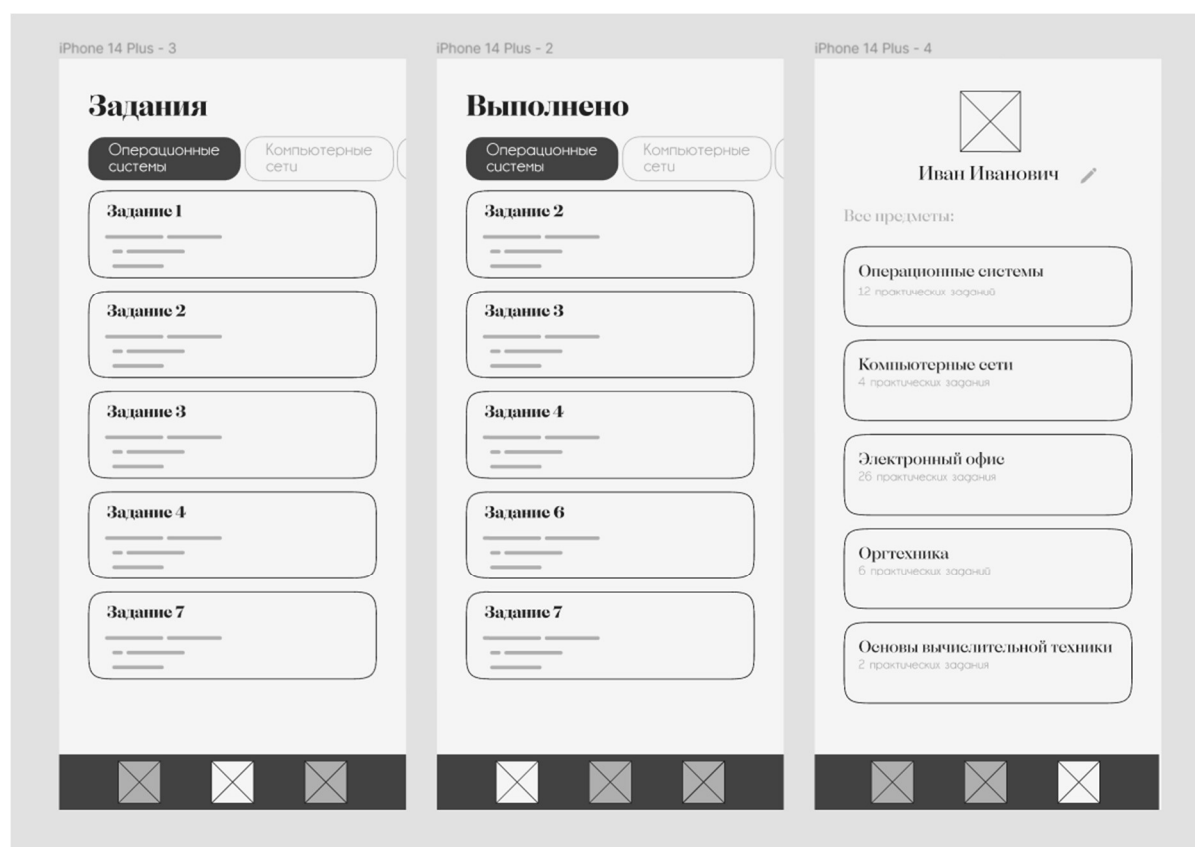 iPhone 14 Plus - 3
Задания
Операционные
системы
Компьютерные
сети
Задание 1
Задание 2
Задание 3
Задание 4
Задание 7
iPhone 14 Plus - 2
Выполнено
Операционные
системы
Компьютерные
сети
Задание 2
Задание 3
Задание 4
Задание 6
Задание 7
iPhone 14 Plus - 4
Иван Иванович
Все предметы:
Операционные системы
12 практических заданий
Компьютерные сети
4 практических задания
Электронный офис
26 практических задания
Оргтехника
6 практических заданий
Основы вычислительной техники
2 практических задания